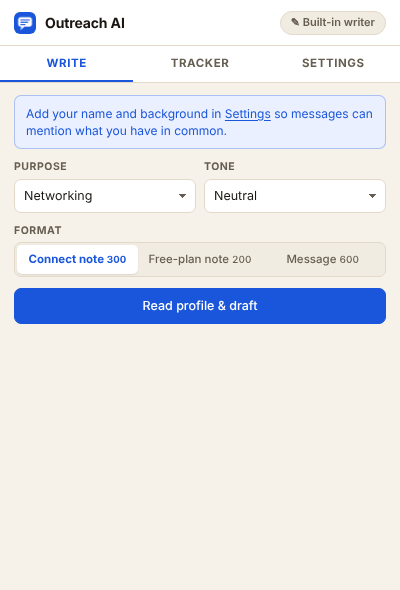 Outreach AI
✎ Built-in writer
WRITE
TRACKER
SETTINGS
Add your name and background in Settings so messages can
mention what you have in common.
PURPOSE
TONE
Networking
Neutral
FORMAT
Connect note 300
Free-plan note 200
Message 600
Read profile & draft